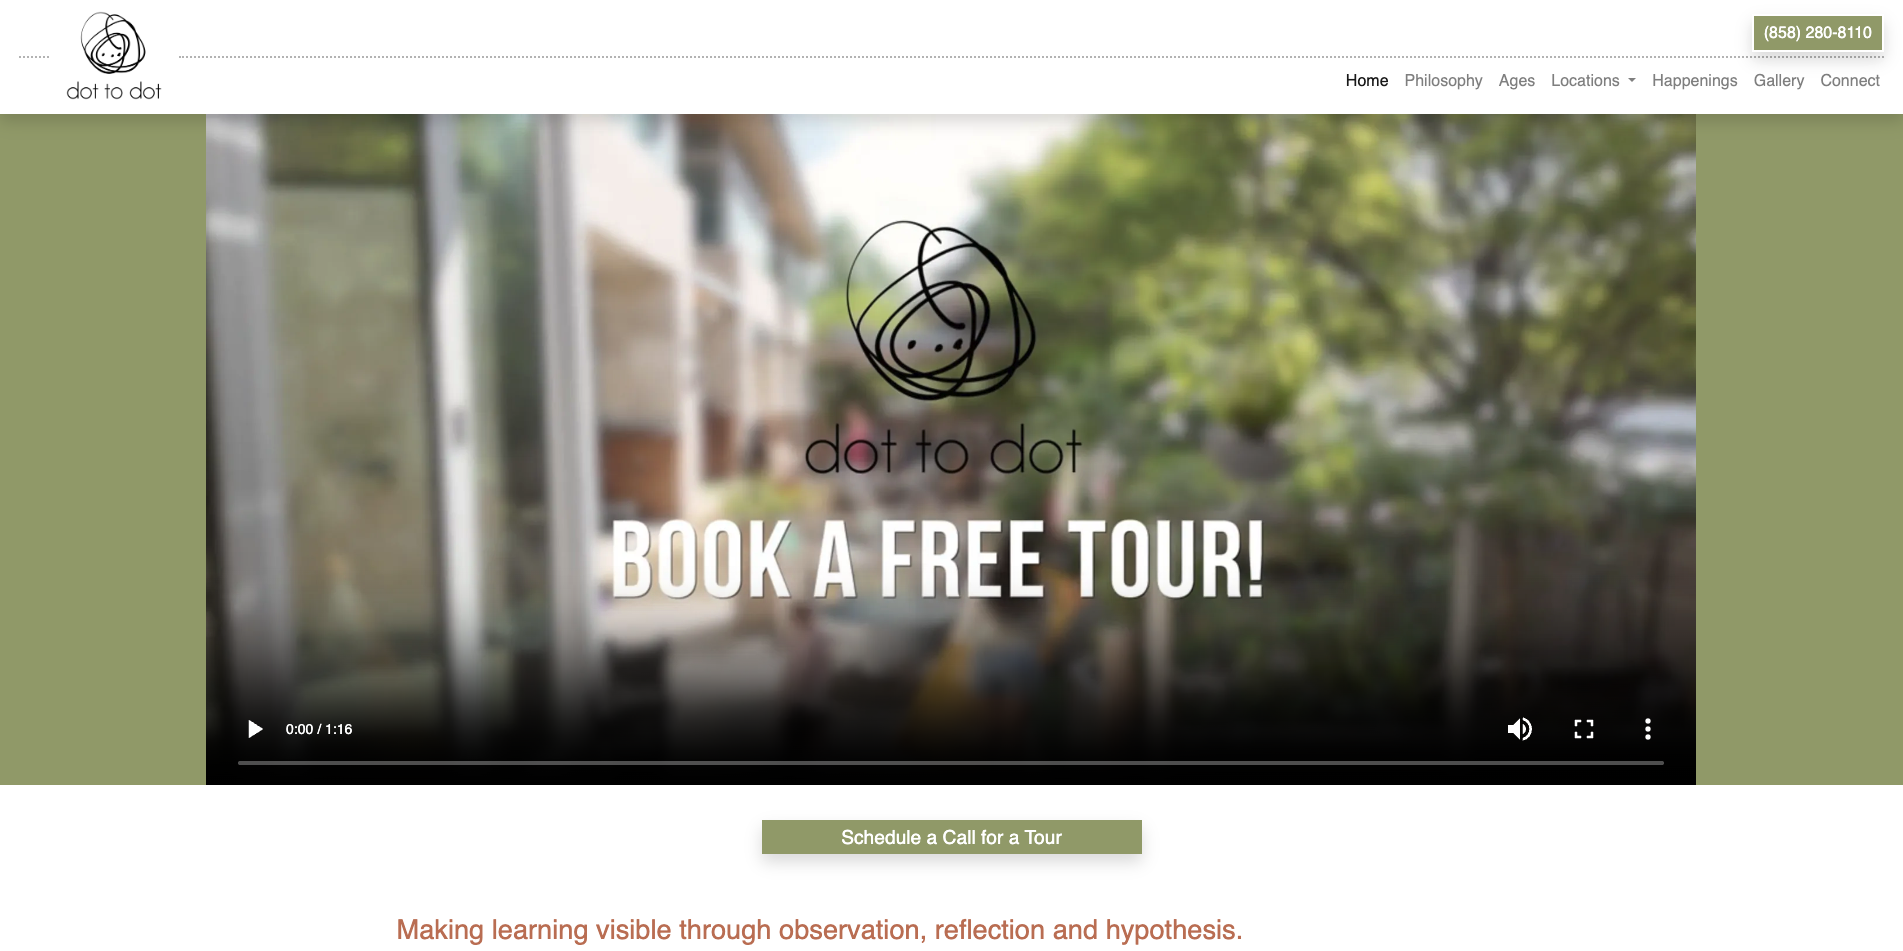 (858) 280-8110
dot to dot
Home Philosophy Ages Locations Happenings Gallery Connect
dot to dot
BOOK A FREE TOUR!
0:00 / 1:16
Schedule a Call for a Tour
Making learning visible through observation, reflection and hypothesis.